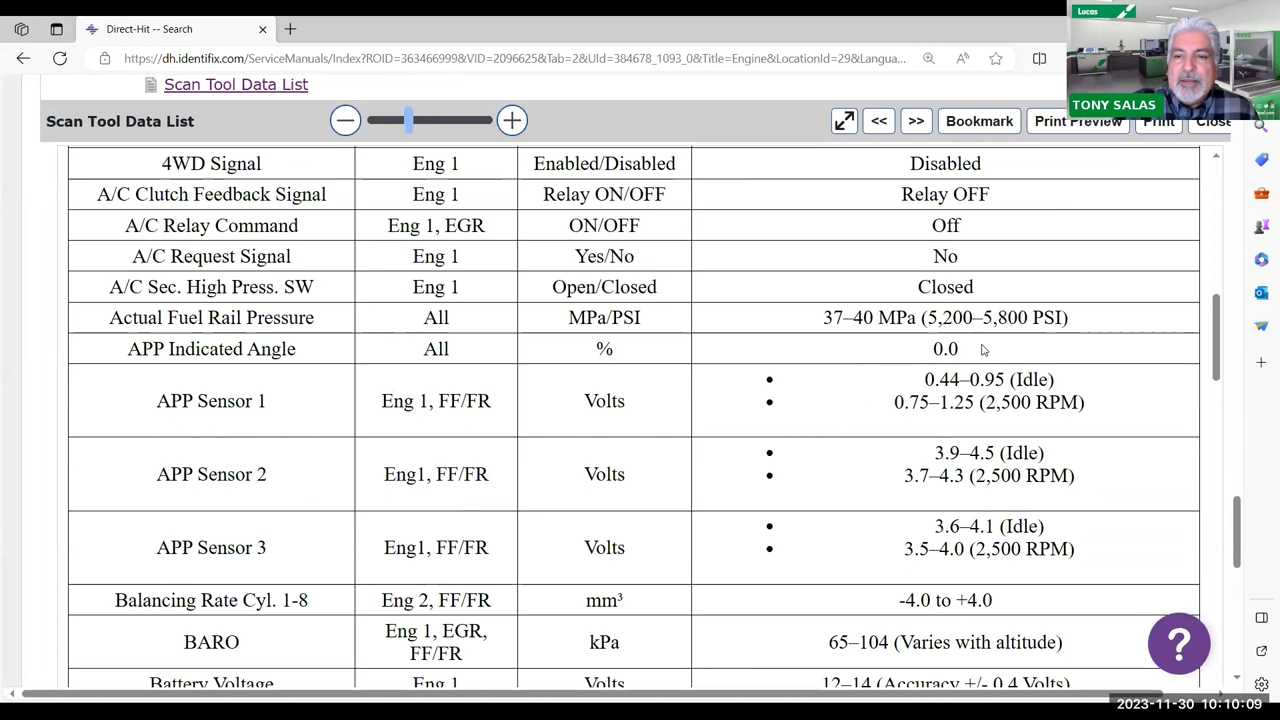 Direct-Hit -- Search
https://dh.identifix.com/ServiceManuals/Index?POID=36346699&VID=20966&Tab=2&UId=384678_1093_0&Title=Engine&LocationId=29&Langua...
Lucas
TONY SALAS
Scan Tool Data List
Scan Tool Data List
<<
>>
Bookmark
Print Preview
Print
Close
4WD Signal Eng 1 Enabled/Disabled Disabled
A/C Clutch Feedback Signal Eng 1 Relay ON/OFF Relay OFF
A/C Relay Command Eng 1, EGR ON/OFF Off
A/C Request Signal Eng 1 Yes/No No
A/C Sec. High Press. SW Eng 1 Open/Closed Closed
Actual Fuel Rail Pressure All MPa/PSI 37–40 MPa (5,200–5,800 PSI)
APP Indicated Angle All % 0.0
APP Sensor 1 Eng 1, FF/FR Volts
• 0.44–0.95 (Idle)
• 0.75–1.25 (2,500 RPM)
APP Sensor 2 Eng1, FF/FR Volts
• 3.9–4.5 (Idle)
• 3.7–4.3 (2,500 RPM)
APP Sensor 3 Eng1, FF/FR Volts
• 3.6–4.1 (Idle)
• 3.5–4.0 (2,500 RPM)
Balancing Rate Cyl. 1-8 Eng 2, FF/FR mm³ -4.0 to +4.0
BARO Eng 1, EGR,
FF/FR kPa 65–104 (Varies with altitude)
Battery Voltage Eng 1 Volts 12–14 (Accuracy +/- 0.4 Volts)
?
2023-11-30 10:10:09